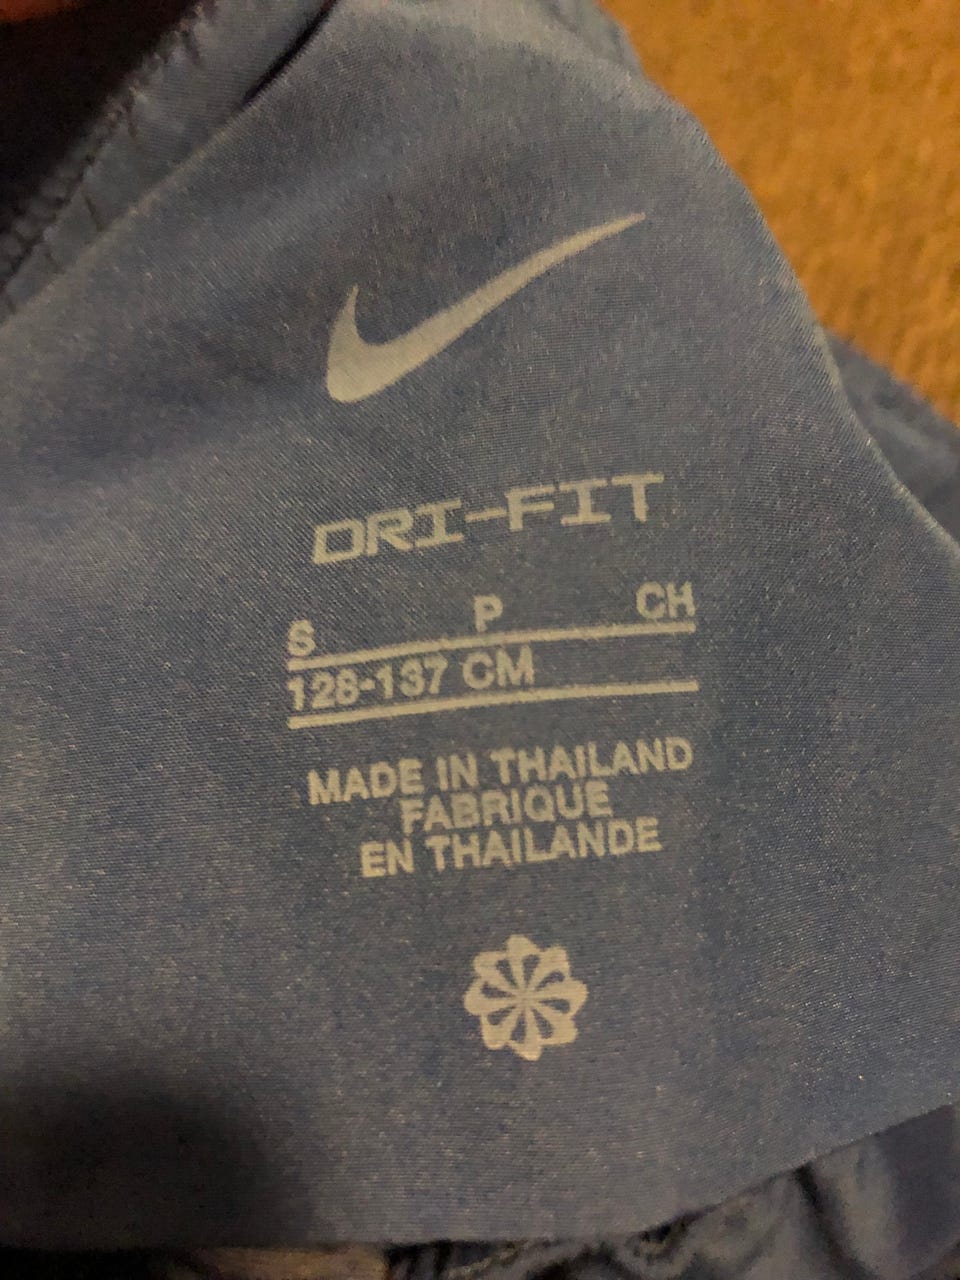 DRI-FIT
S P CH
128-137 CM
MADE IN THAILAND
FABRIQUE
EN THAILANDE